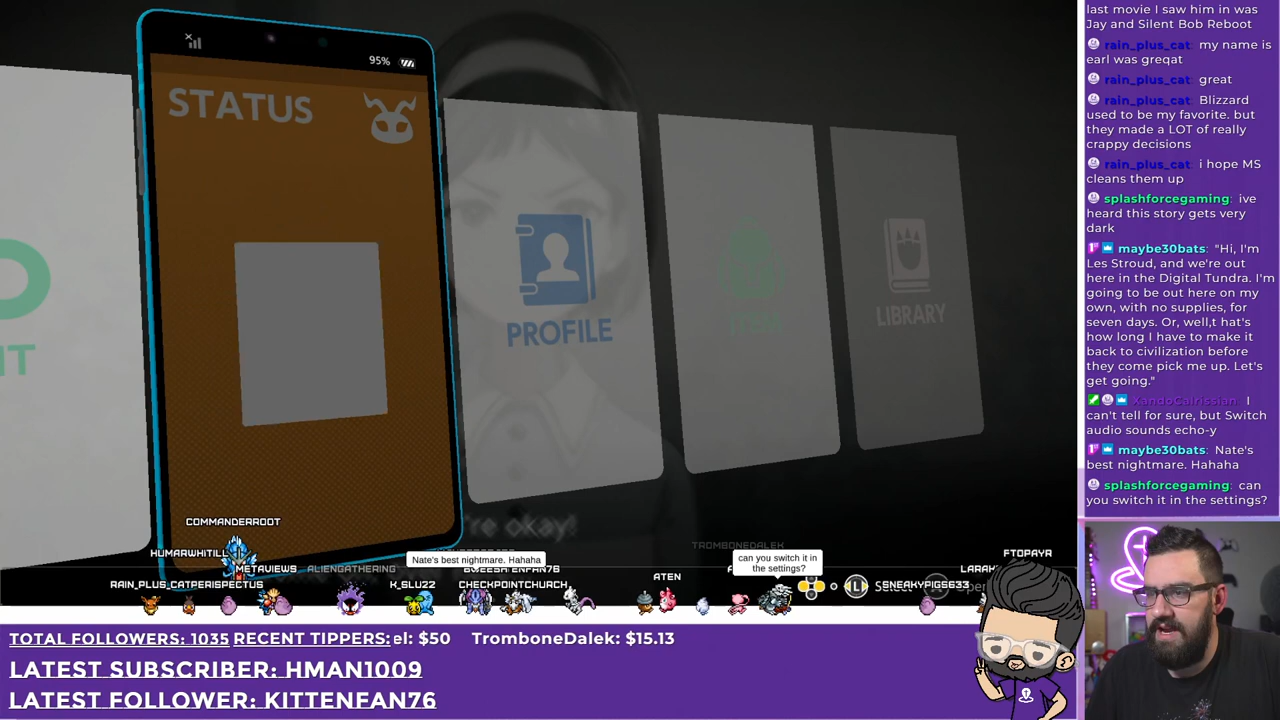 95%
STATUS
PROFILE
ITEM
LIBRARY
're okay!
Select
last movie I saw him in was
Jay and Silent Bob Reboot
rain_plus_cat: my name is
earl was greqat
rain_plus_cat: great
rain_plus_cat: Blizzard
used to be my favorite. but
they made a LOT of really
crappy decisions
rain_plus_cat: i hope MS
cleans them up
splashforcegaming: ive
heard this story gets very
dark
maybe30bats: "Hi, I'm
Les Stroud, and we're out
here in the Digital Tundra. I'm
going to be out here on my
own, with no supplies, for
seven days. Or, well,t hat's
how long I have to make it
back to civilization before
they come pick me up. Let's
get going."
XandoCalrissian: I
can't tell for sure, but Switch
audio sounds echo-y
maybe30bats: Nate's
best nightmare. Hahaha
splashforcegaming: can
you switch it in the settings?
COMMANDERROOT
HUMARWHITILL
METAVIEWS
ALIENGATHERING
RAIN_PLUS_CATPERISPECTUS
K_SLUZZ
Nate's best nightmare. Hahaha
CHECKPOINTCHURCH
TROMBONEDALEK
can you switch it in
the settings?
ATEN
SNEAKYPIGS633
FTOPAYR
TOTAL FOLLOWERS: 1035 RECENT TIPPERS: el: $50 TromboneDalek: $15.13
LATEST SUBSCRIBER: HMAN1009
LATEST FOLLOWER: KITTENFAN76